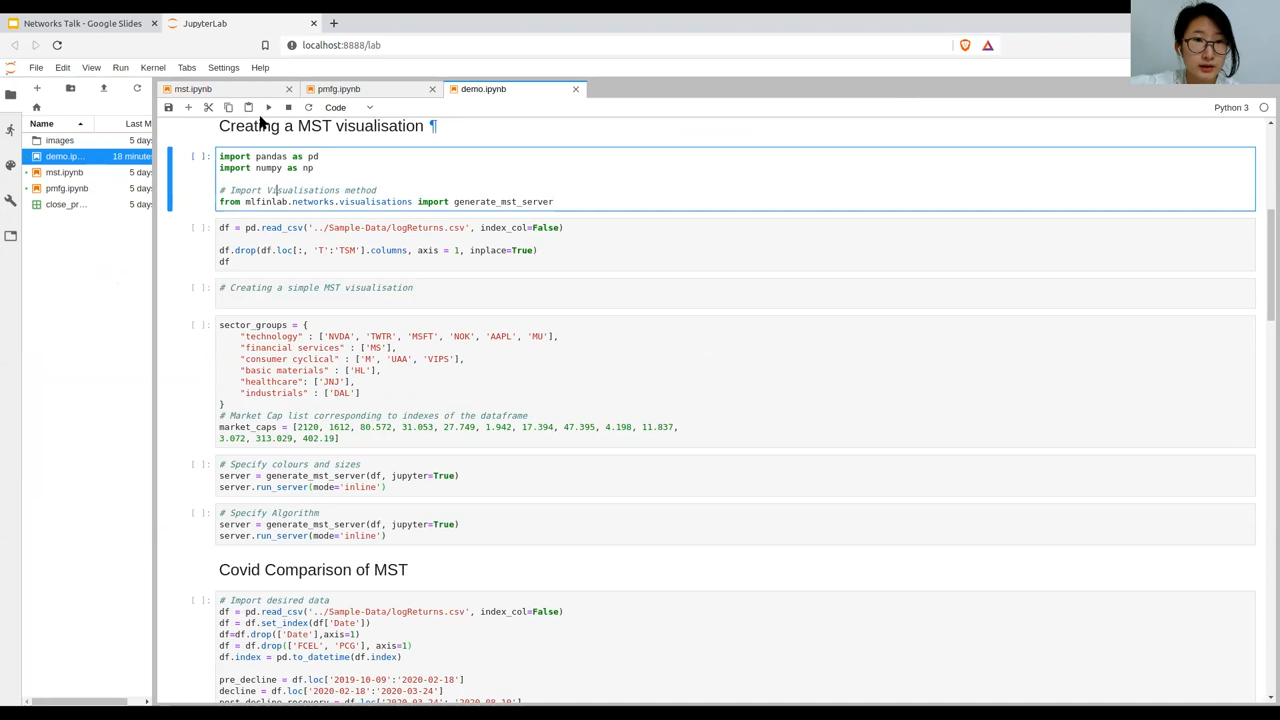 Networks Talk - Google Slides
JupyterLab
localhost:8888/lab
File Edit View Run Kernel Tabs Settings Help
mst.ipynb
pmfg.ipynb
demo.ipynb
Code
Python 3
Name
Last M
images
5 days
demo.ip...
18 minutes
mst.ipynb
5 days
pmfg.ipynb
5 days
close_pr...
5 days
Creating a MST visualisation ¶
[ ]:
import pandas as pd
import numpy as np
# Import Visualisations method
from mlfinlab.networks.visualisations import generate_mst_server
[ ]:
df = pd.read_csv('../Sample-Data/logReturns.csv', index_col=False)
df.drop(df.loc[:, 'T':'TSM'].columns, axis = 1, inplace=True)
df
[ ]:
# Creating a simple MST visualisation
[ ]:
sector_groups = {
"technology" : ['NVDA', 'TWTR', 'MSFT', 'NOK', 'AAPL', 'MU'],
"financial services" : ['MS'],
"consumer cyclical" : ['M', 'UAA', 'VIPS'],
"basic materials" : ['HL'],
"healthcare": ['JNJ'],
"industrials" : ['DAL']
}
# Market Cap list corresponding to indexes of the dataframe
market_caps = [2120, 1612, 80.572, 31.053, 27.749, 1.942, 17.394, 47.395, 4.198, 11.837,
3.072, 313.029, 402.19]
[ ]:
# Specify colours and sizes
server = generate_mst_server(df, jupyter=True)
server.run_server(mode='inline')
[ ]:
# Specify Algorithm
server = generate_mst_server(df, jupyter=True)
server.run_server(mode='inline')
Covid Comparison of MST
[ ]:
# Import desired data
df = pd.read_csv('../Sample-Data/logReturns.csv', index_col=False)
df = df.set_index(df['Date'])
df=df.drop(['Date'],axis=1)
df = df.drop(['FCEL', 'PCG'], axis=1)
df.index = pd.to_datetime(df.index)
pre_decline = df.loc['2019-10-09':'2020-02-18']
decline = df.loc['2020-02-18':'2020-03-24']